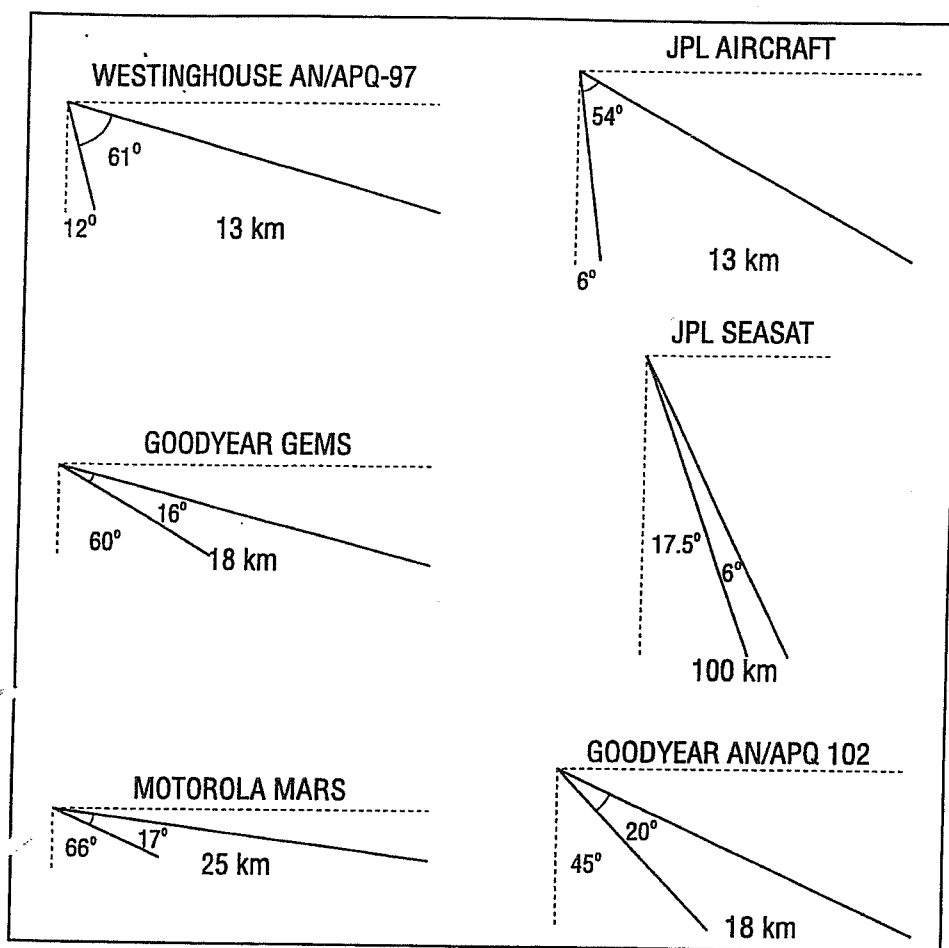 WESTINGHOUSE AN/APQ-97
61°
12°
13 km
JPL AIRCRAFT
54°
6°
13 km
JPL SEASAT
17.5°
6°
100 km
GOODYEAR GEMS
16°
60°
18 km
MOTOROLA MARS
66°
17°
25 km
GOODYEAR AN/APQ 102
20°
45°
18 km